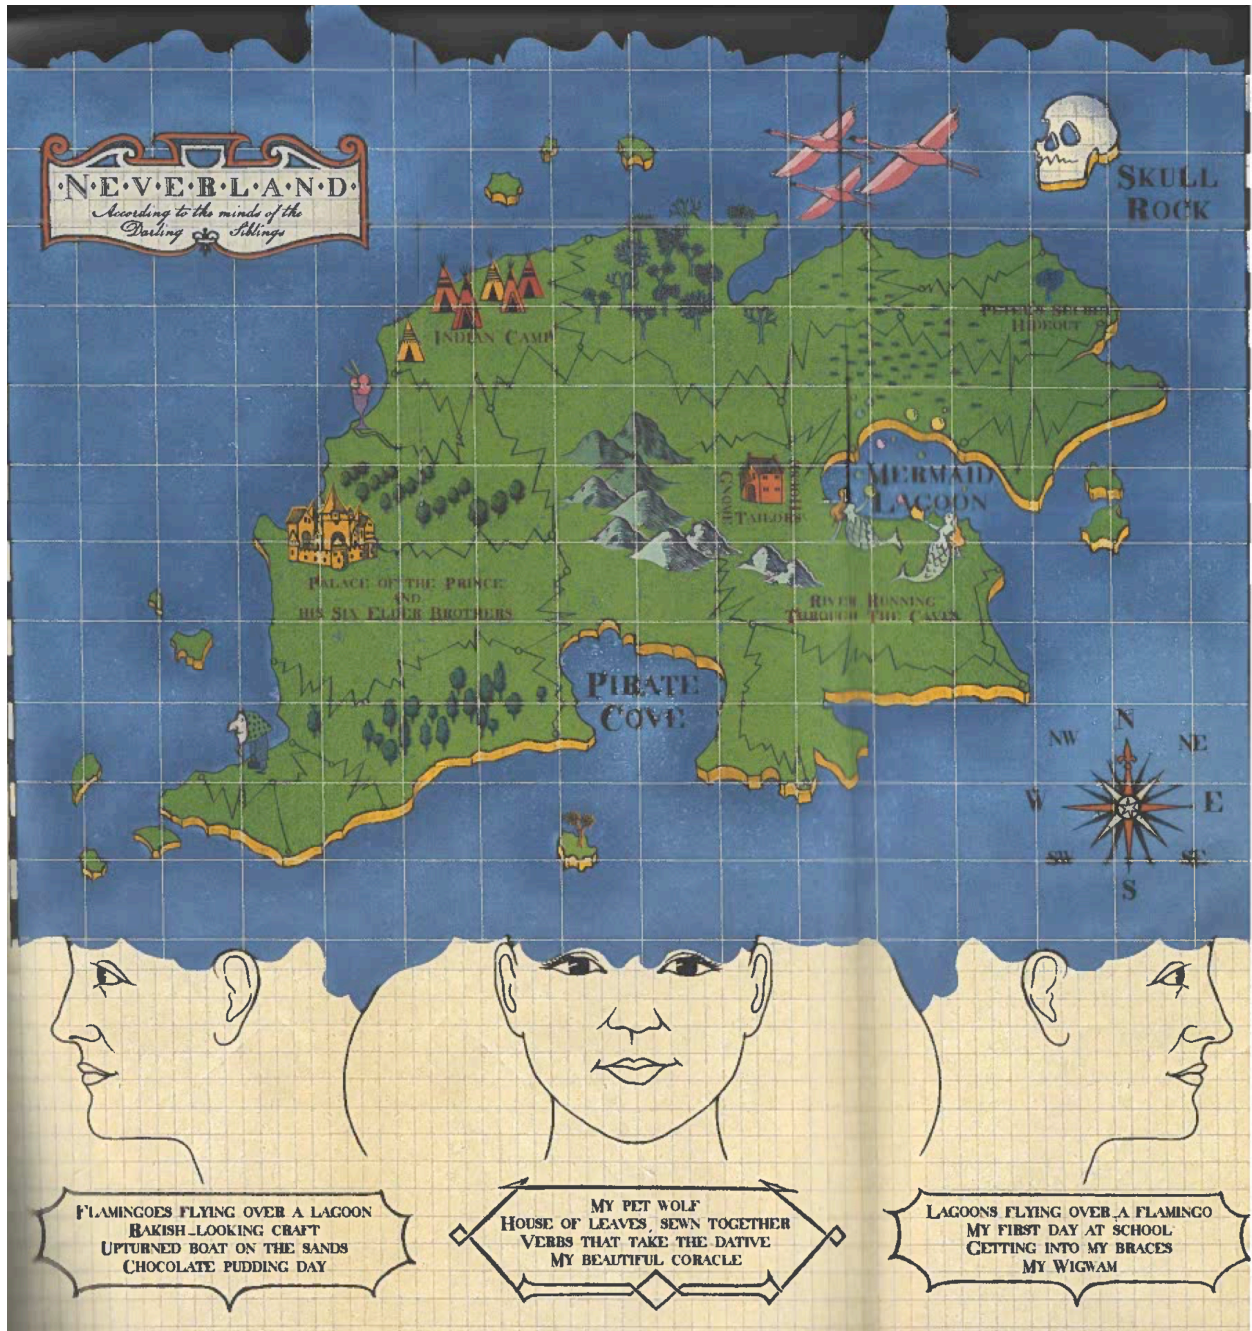 ·N·E·V·E·R·L·A·N·D·
According to the minds of the
Darling Siblings
SKULL
ROCK
INDIAN CAMP
PETER'S SECRET
HIDEOUT
MERMAID
LAGOON
GNOME
TAILORS
PALACE OF THE PRINCE
AND
HIS SIX ELDER BROTHERS
RIVER RUNNING
THROUGH THE CAVES
PIRATE
COVE
N
NW
NE
W
E
SW
SE
S
FLAMINGOES FLYING OVER A LAGOON
RAKISH-LOOKING CRAFT
UPTURNED BOAT ON THE SANDS
CHOCOLATE PUDDING DAY
MY PET WOLF
HOUSE OF LEAVES, SEWN TOGETHER
VERBS THAT TAKE THE DATIVE
MY BEAUTIFUL CORACLE
LAGOONS FLYING OVER A FLAMINGO
MY FIRST DAY AT SCHOOL
GETTING INTO MY BRACES
MY WIGWAM